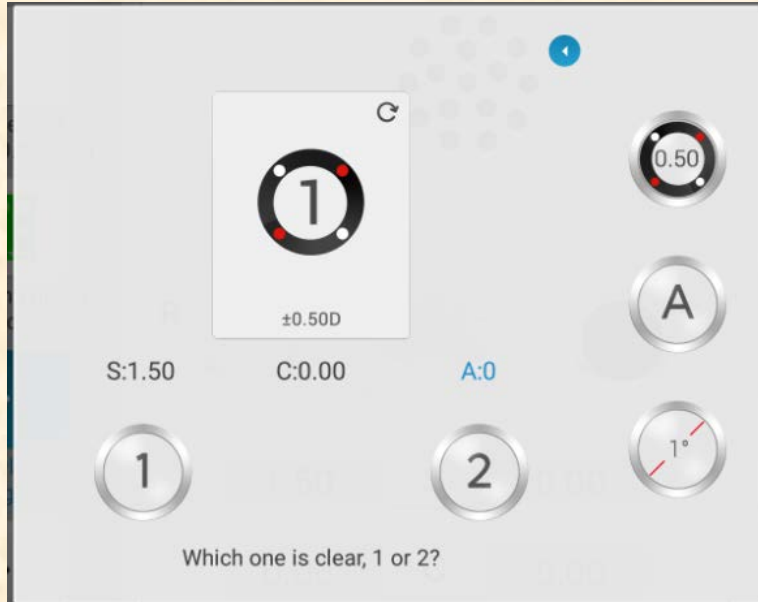 0.50
1
±0.50D
A
S:1.50 C:0.00 A:0
1°
1 2
Which one is clear, 1 or 2?